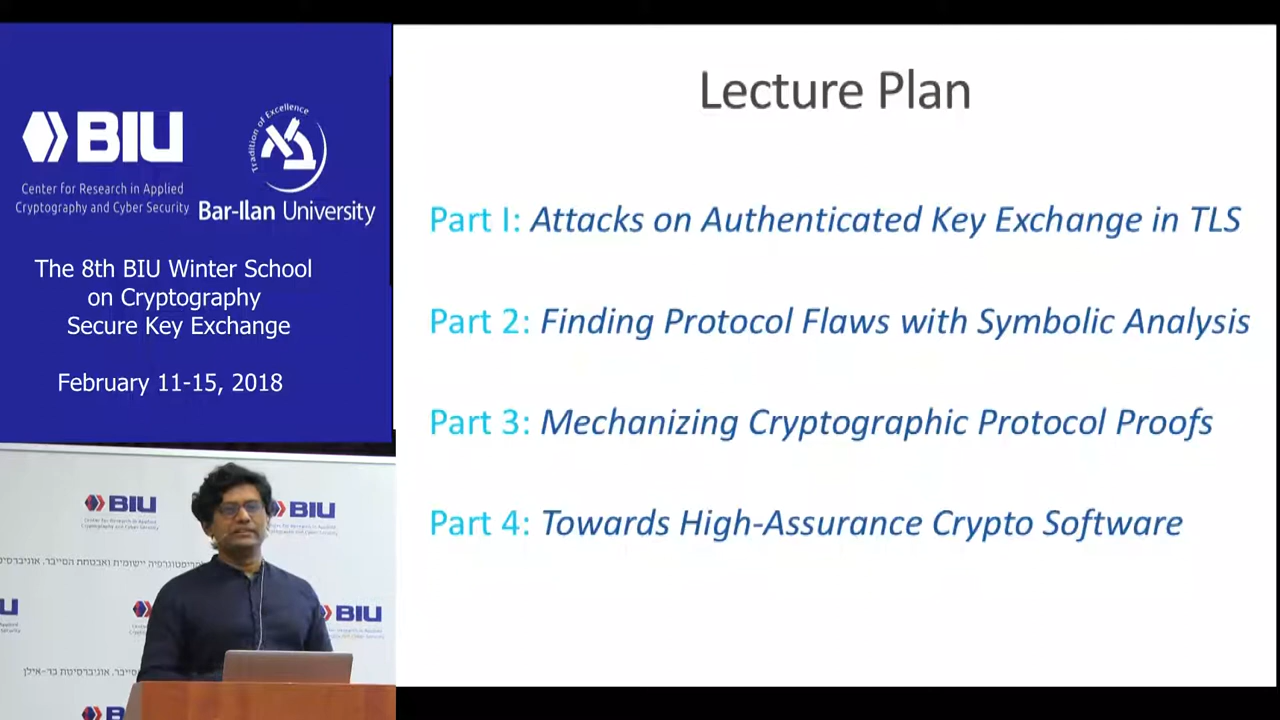 BIU
Center for Research in Applied
Cryptography and Cyber Security
Tradition of Excellence
Bar-Ilan University
The 8th BIU Winter School
on Cryptography
Secure Key Exchange
February 11-15, 2018
Lecture Plan
Part I: Attacks on Authenticated Key Exchange in TLS
Part 2: Finding Protocol Flaws with Symbolic Analysis
Part 3: Mechanizing Cryptographic Protocol Proofs
Part 4: Towards High-Assurance Crypto Software
BIU
BIU
BIU
אוניברסיטת בר-אילן